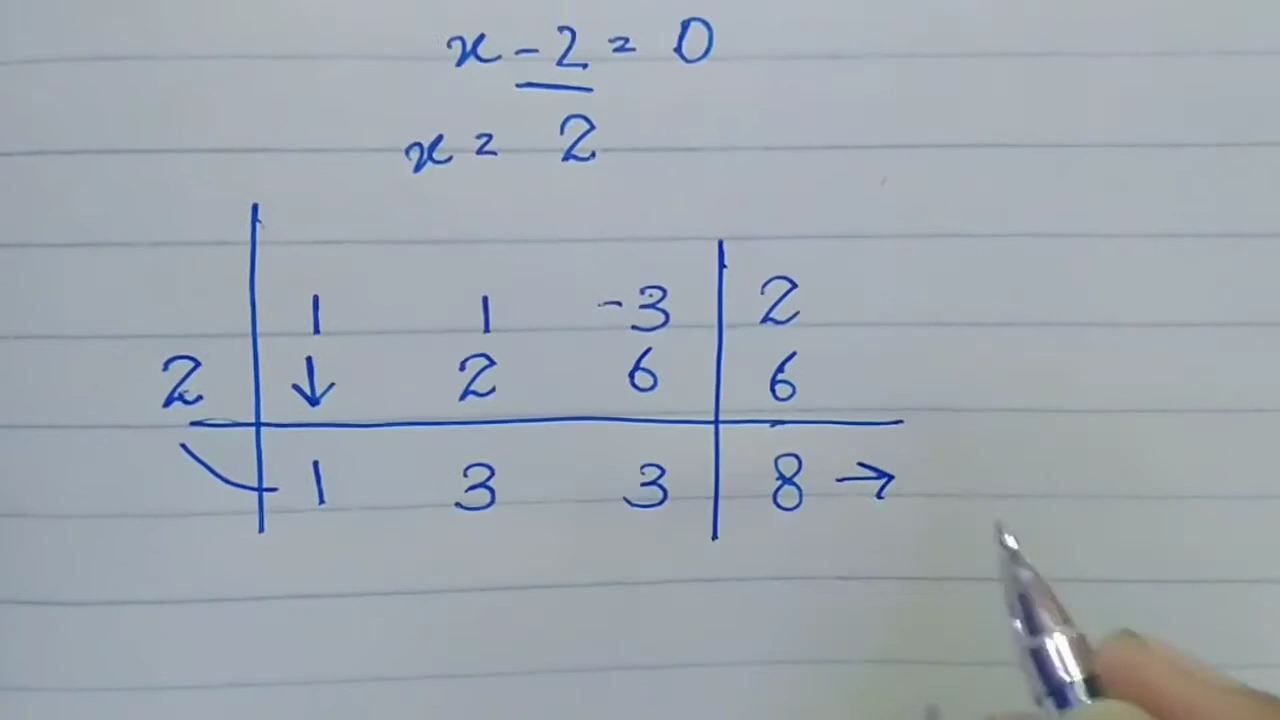 x - 2 = 0
x = 2
1 1 -3 2
2 ↓ 2 6 6
1 3 3 8 →